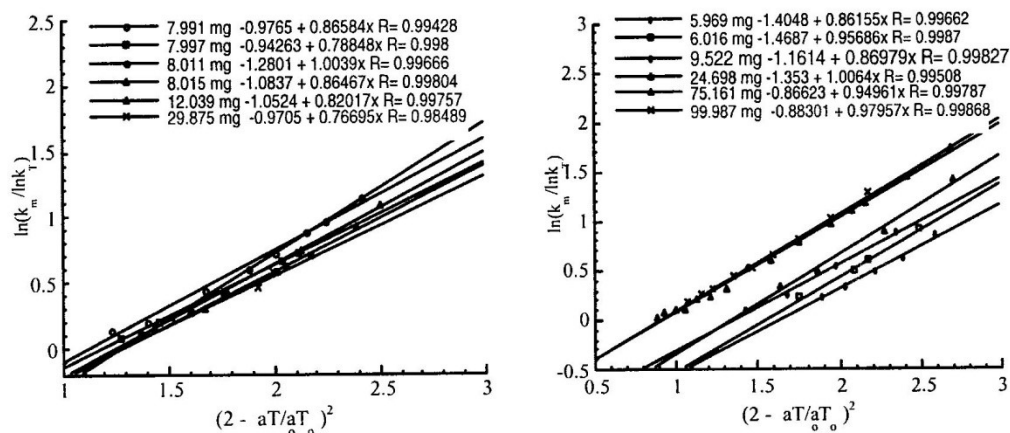 2.5
2
1.5
1
0.5
0
ln(k_m/lnk_T)
7.991 mg -0.9765 + 0.86584x R= 0.99428
7.997 mg -0.94263 + 0.78848x R= 0.998
8.011 mg -1.2801 + 1.0039x R= 0.99666
8.015 mg -1.0837 + 0.86467x R= 0.99804
12.039 mg -1.0524 + 0.82017x R= 0.99757
29.875 mg -0.9705 + 0.76695x R= 0.98489
1 1.5 2 2.5 3
(2 - aT/a_oT_o)^2
3
2.5
2
1.5
1
0.5
0
-0.5
ln(k_m/lnk_T)
5.969 mg -1.4048 + 0.86155x R= 0.99662
6.016 mg -1.4687 + 0.95686x R= 0.9987
9.522 mg -1.1614 + 0.86979x R= 0.99827
24.698 mg -1.353 + 1.0064x R= 0.99508
75.161 mg -0.86623 + 0.94961x R= 0.99787
99.987 mg -0.88301 + 0.97957x R= 0.99868
0.5 1 1.5 2 2.5 3
(2 - aT/a_oT_o)^2